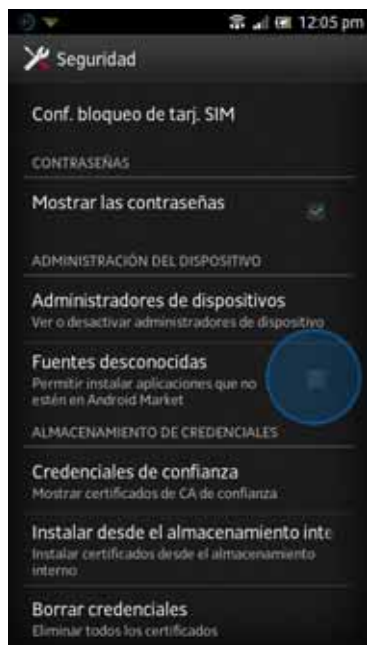 12:05 pm
Seguridad
Conf. bloqueo de tarj. SIM
CONTRASEÑAS
Mostrar las contraseñas
ADMINISTRACIÓN DEL DISPOSITIVO
Administradores de dispositivos
Ver o desactivar administradores de dispositivo
Fuentes desconocidas
Permitir instalar aplicaciones que no
estén en Android Market
ALMACENAMIENTO DE CREDENCIALES
Credenciales de confianza
Mostrar certificados de CA de confianza
Instalar desde el almacenamiento inte
Instalar certificados desde el almacenamiento
interno
Borrar credenciales
Eliminar todos los certificados